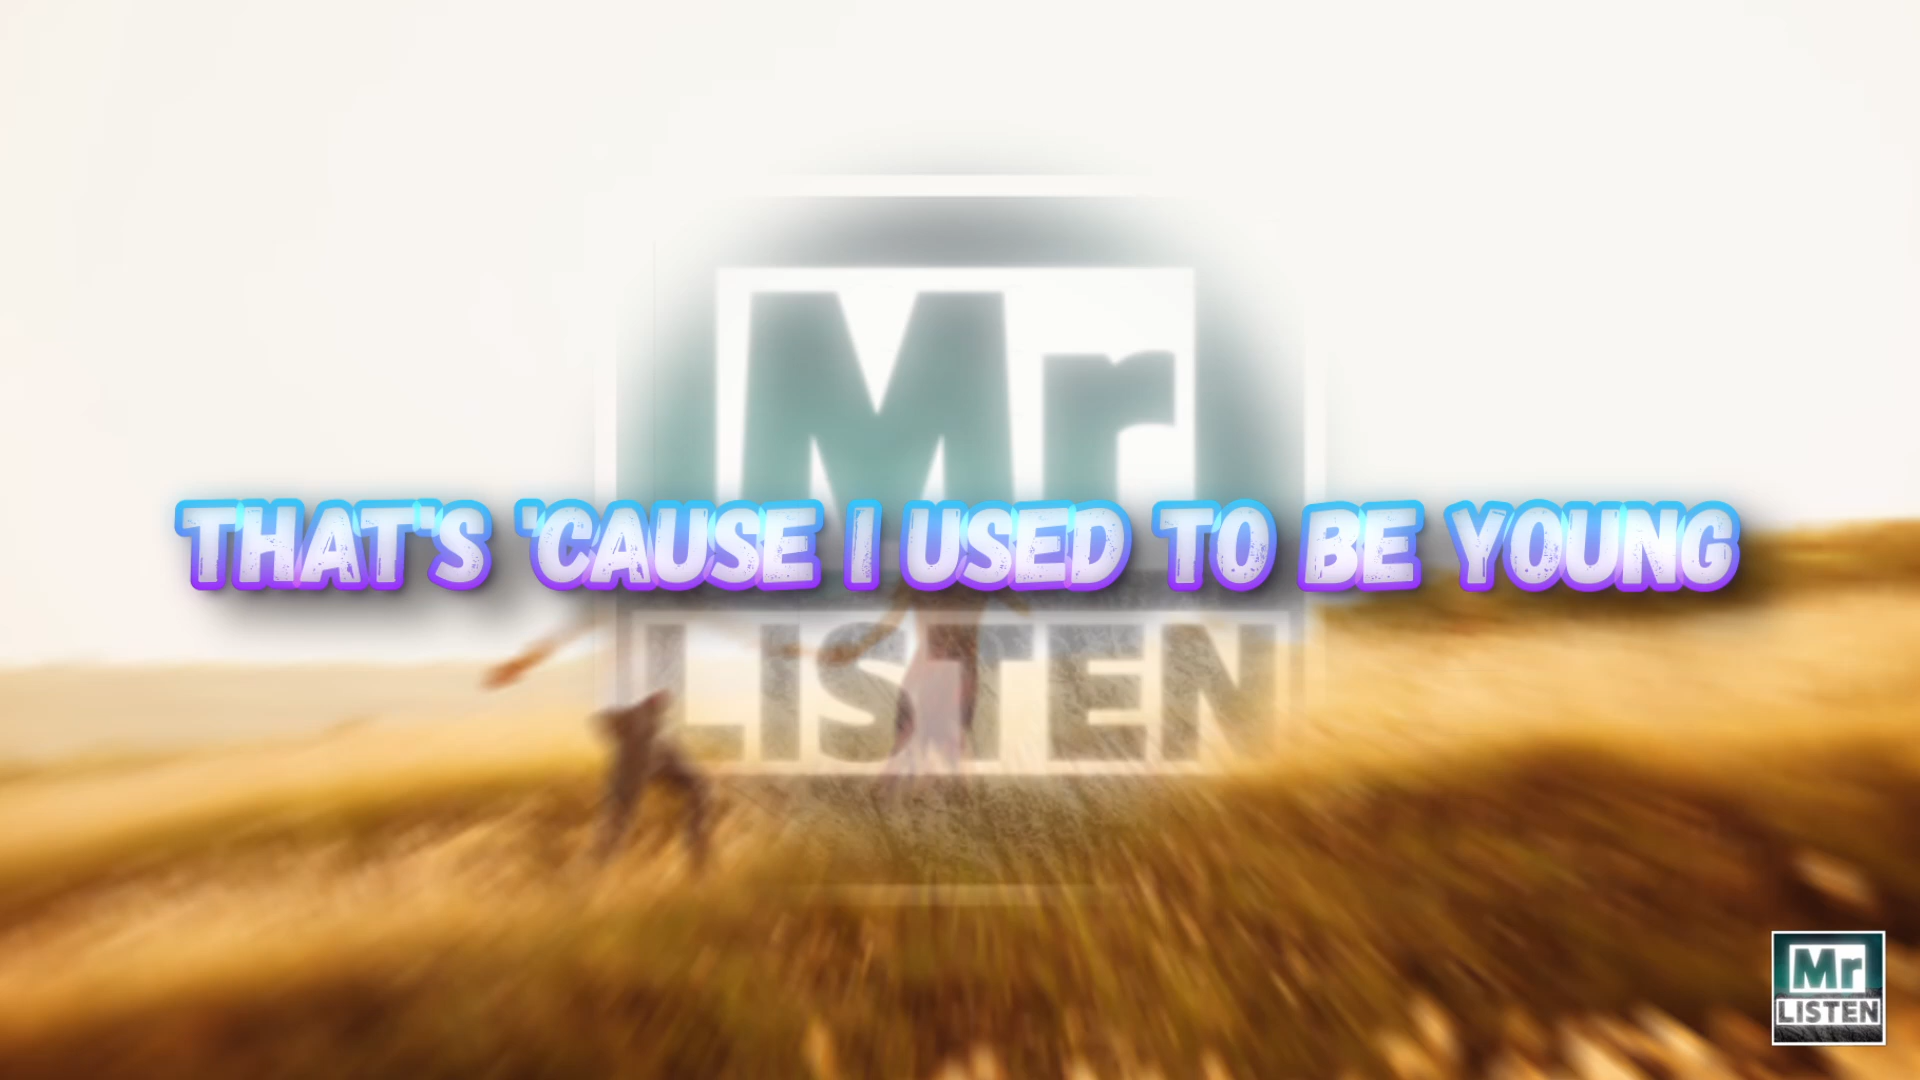 Mr
THAT'S 'CAUSE I USED TO BE YOUNG
LISTEN
Mr
LISTEN